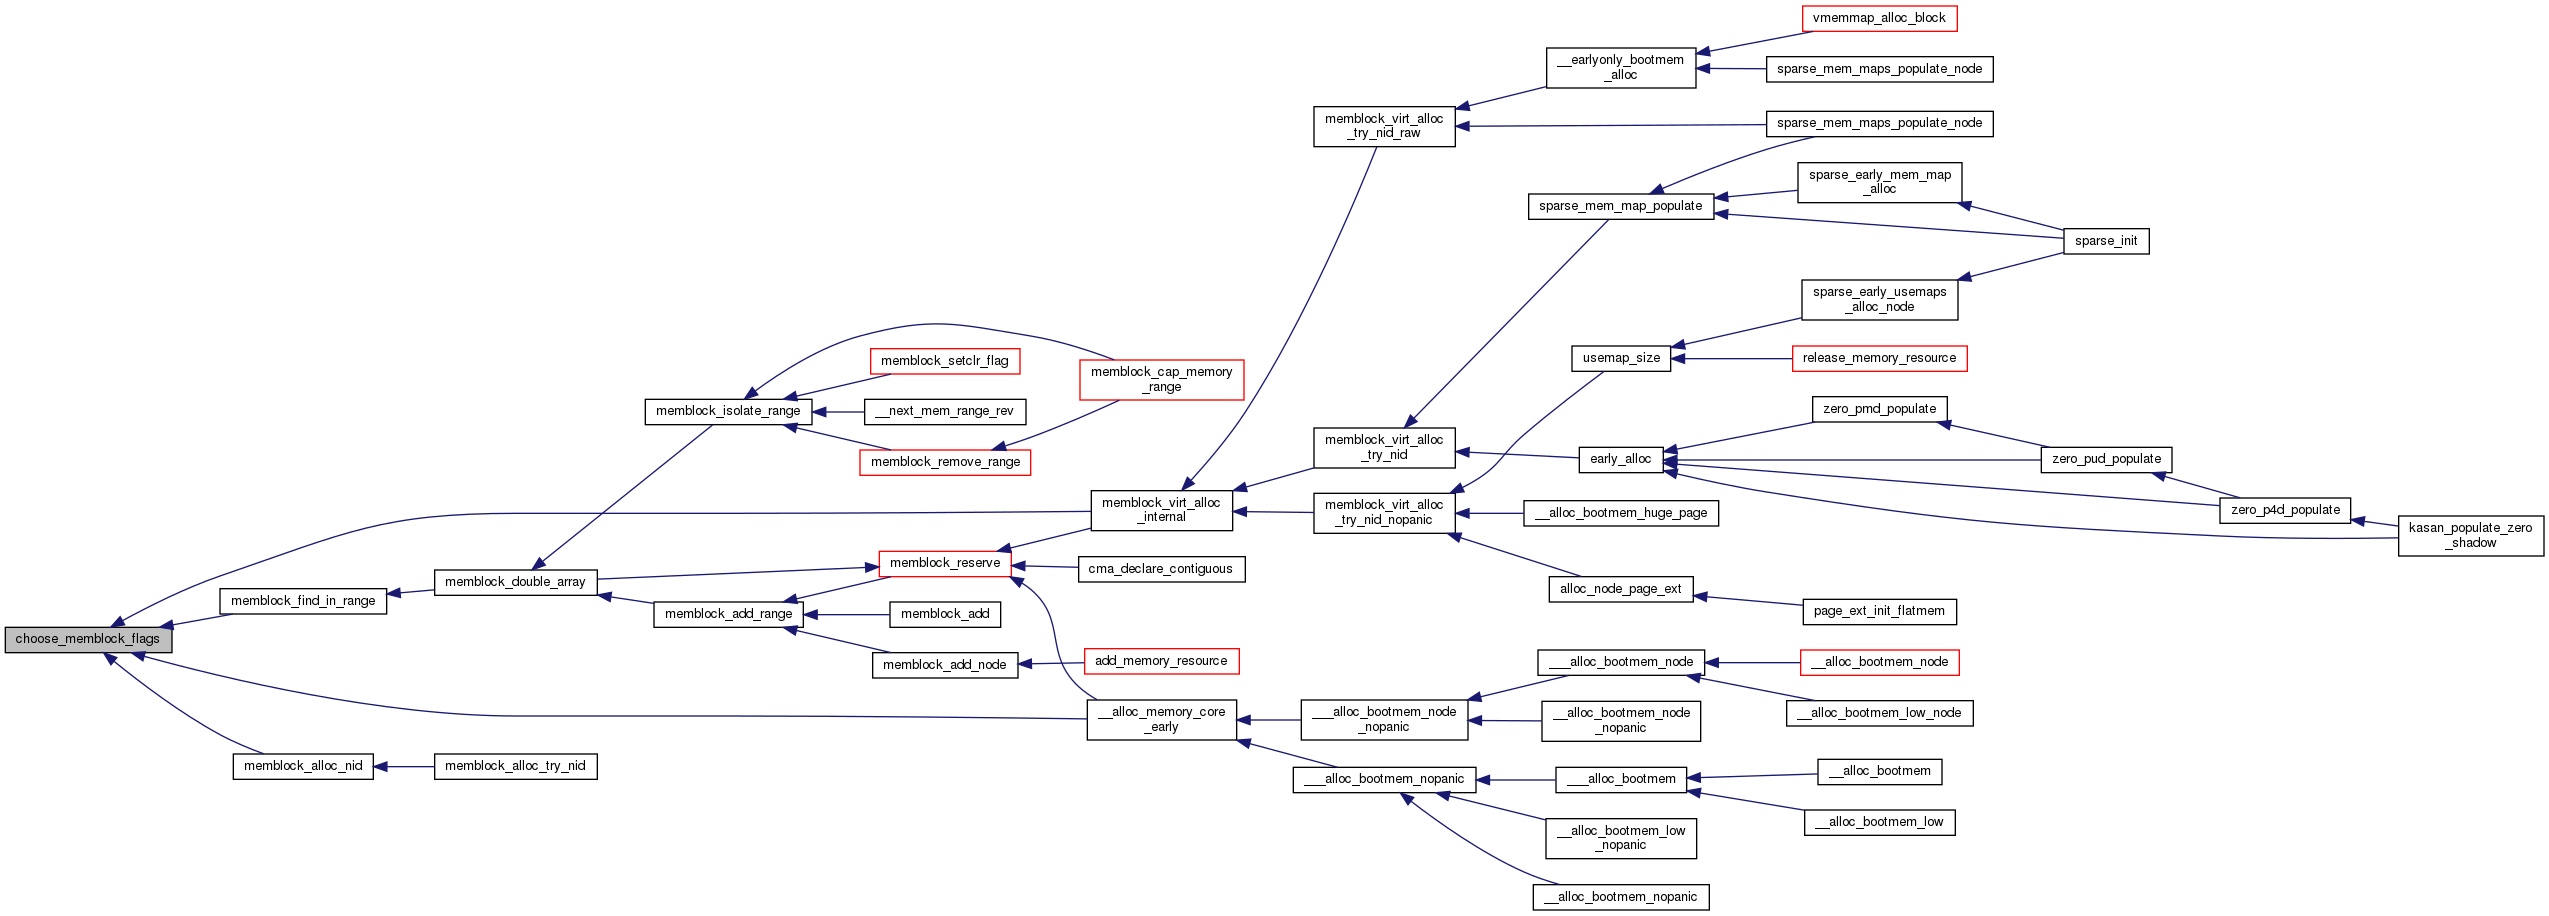 vmemmap_alloc_block
__earlyonly_bootmem
_alloc
sparse_mem_maps_populate_node
memblock_virt_alloc
_try_nid_raw
sparse_mem_maps_populate_node
sparse_early_mem_map
_alloc
sparse_mem_map_populate
sparse_init
sparse_early_usemaps
_alloc_node
usemap_size
release_memory_resource
memblock_setclr_flag
memblock_cap_memory
_range
memblock_isolate_range
__next_mem_range_rev
memblock_remove_range
zero_pmd_populate
memblock_virt_alloc
_try_nid
early_alloc
zero_pud_populate
memblock_virt_alloc
_internal
memblock_virt_alloc
_try_nid_nopanic
__alloc_bootmem_huge_page
zero_p4d_populate
kasan_populate_zero
_shadow
memblock_reserve
cma_declare_contiguous
memblock_double_array
memblock_find_in_range
alloc_node_page_ext
page_ext_init_flatmem
memblock_add_range
memblock_add
choose_memblock_flags
memblock_add_node
add_memory_resource
___alloc_bootmem_node
__alloc_bootmem_node
__alloc_memory_core
_early
___alloc_bootmem_node
_nopanic
__alloc_bootmem_node
_nopanic
__alloc_bootmem_low_node
memblock_alloc_nid
memblock_alloc_try_nid
___alloc_bootmem_nopanic
___alloc_bootmem
__alloc_bootmem
__alloc_bootmem_low
__alloc_bootmem_low
_nopanic
__alloc_bootmem_nopanic